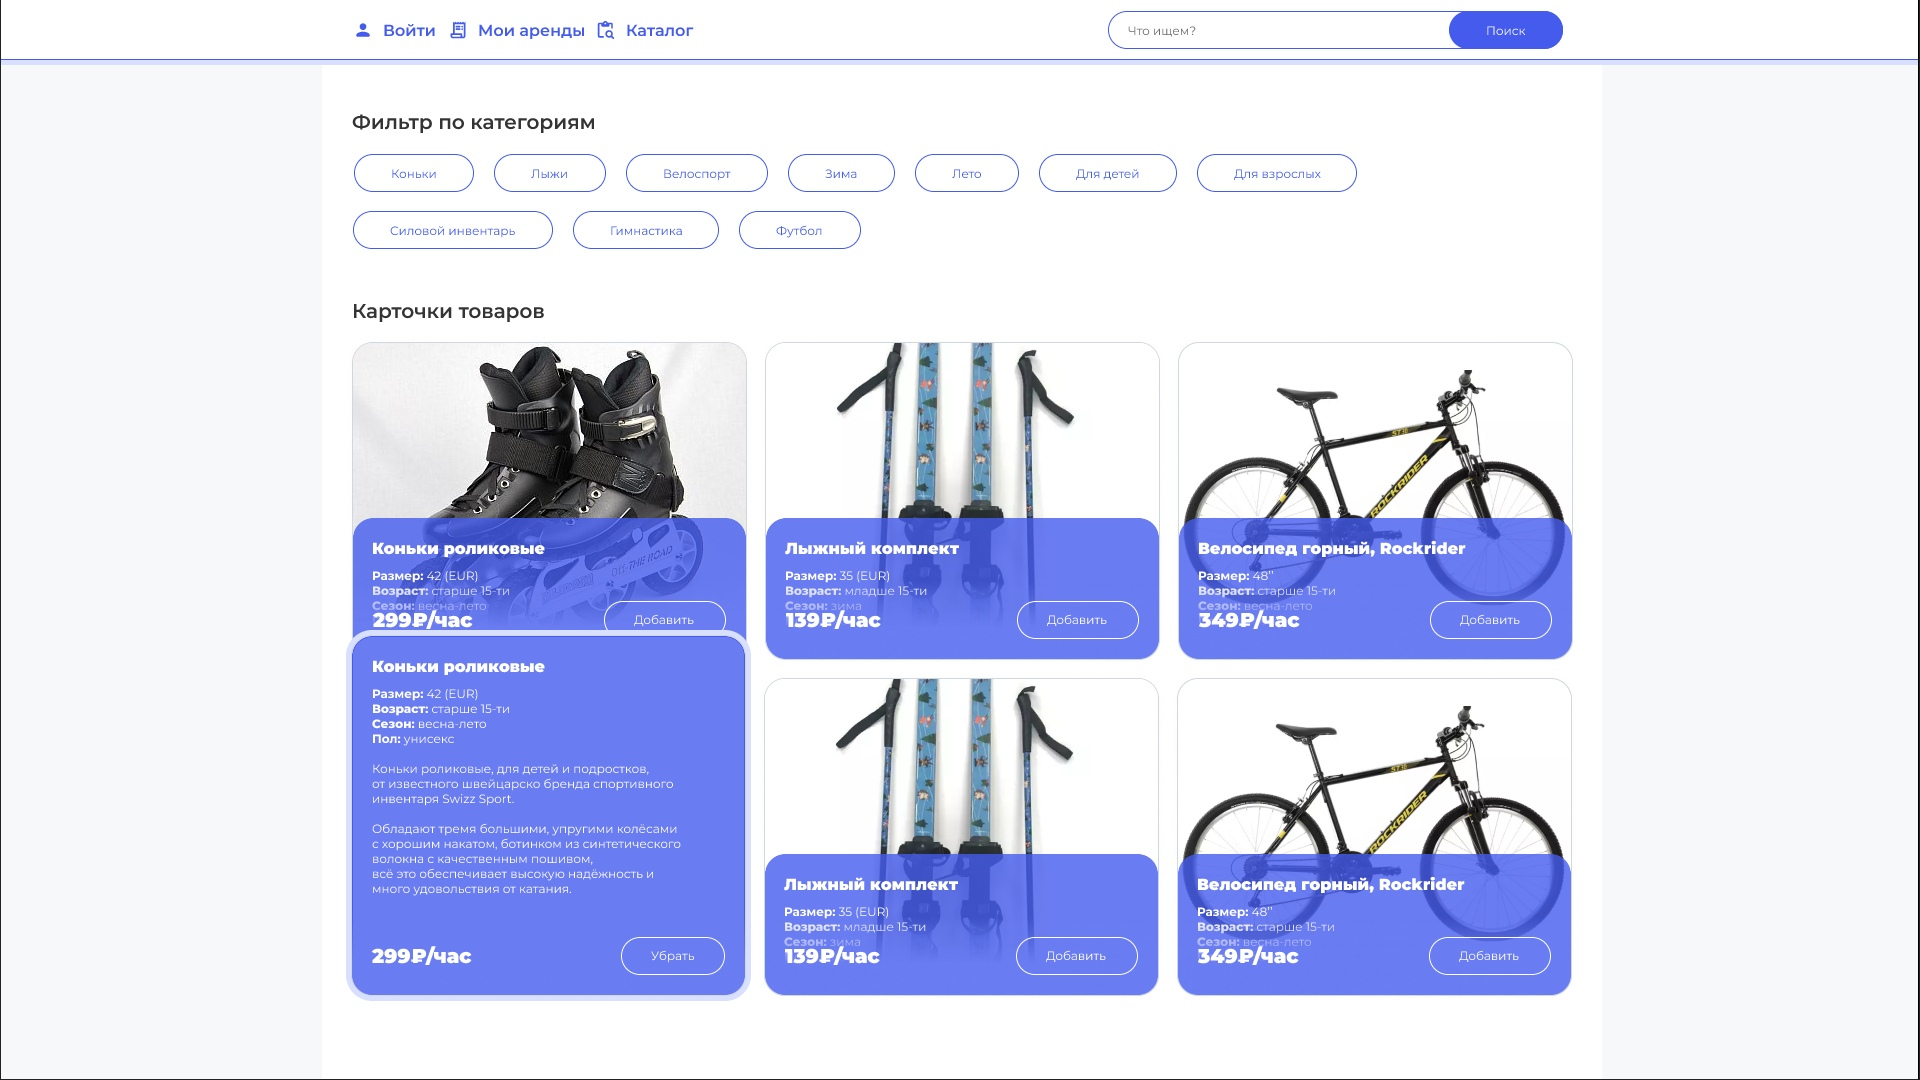 Войти
Мои аренды
Каталог
Что ищем?
Поиск
Фильтр по категориям
Коньки
Лыжи
Велоспорт
Зима
Лето
Для детей
Для взрослых
Силовой инвентарь
Гимнастика
Футбол
Карточки товаров
OFF-THE ROAD
Коньки роликовые
Размер: 42 (EUR)
Возраст: старше 15-ти
Сезон: весна-лето
299₽/час
Добавить
Лыжный комплект
Размер: 35 (EUR)
Возраст: младше 15-ти
Сезон: зима
139₽/час
Добавить
ST50
ROCKRIDER
Велосипед горный, Rockrider
Размер: 48’’
Возраст: старше 15-ти
Сезон: весна-лето
349₽/час
Добавить
Коньки роликовые
Размер: 42 (EUR)
Возраст: старше 15-ти
Сезон: весна-лето
Пол: унисекс
Коньки роликовые, для детей и подростков,
от известного швейцарско бренда спортивного
инвентаря Swizz Sport.
Обладают тремя большими, упругими колёсами
с хорошим накатом, ботинком из синтетического
волокна с качественным пошивом,
всё это обеспечивает высокую надёжность и
много удовольствия от катания.
299₽/час
Убрать
Лыжный комплект
Размер: 35 (EUR)
Возраст: младше 15-ти
Сезон: зима
139₽/час
Добавить
ST50
ROCKRIDER
Велосипед горный, Rockrider
Размер: 48’’
Возраст: старше 15-ти
Сезон: весна-лето
349₽/час
Добавить